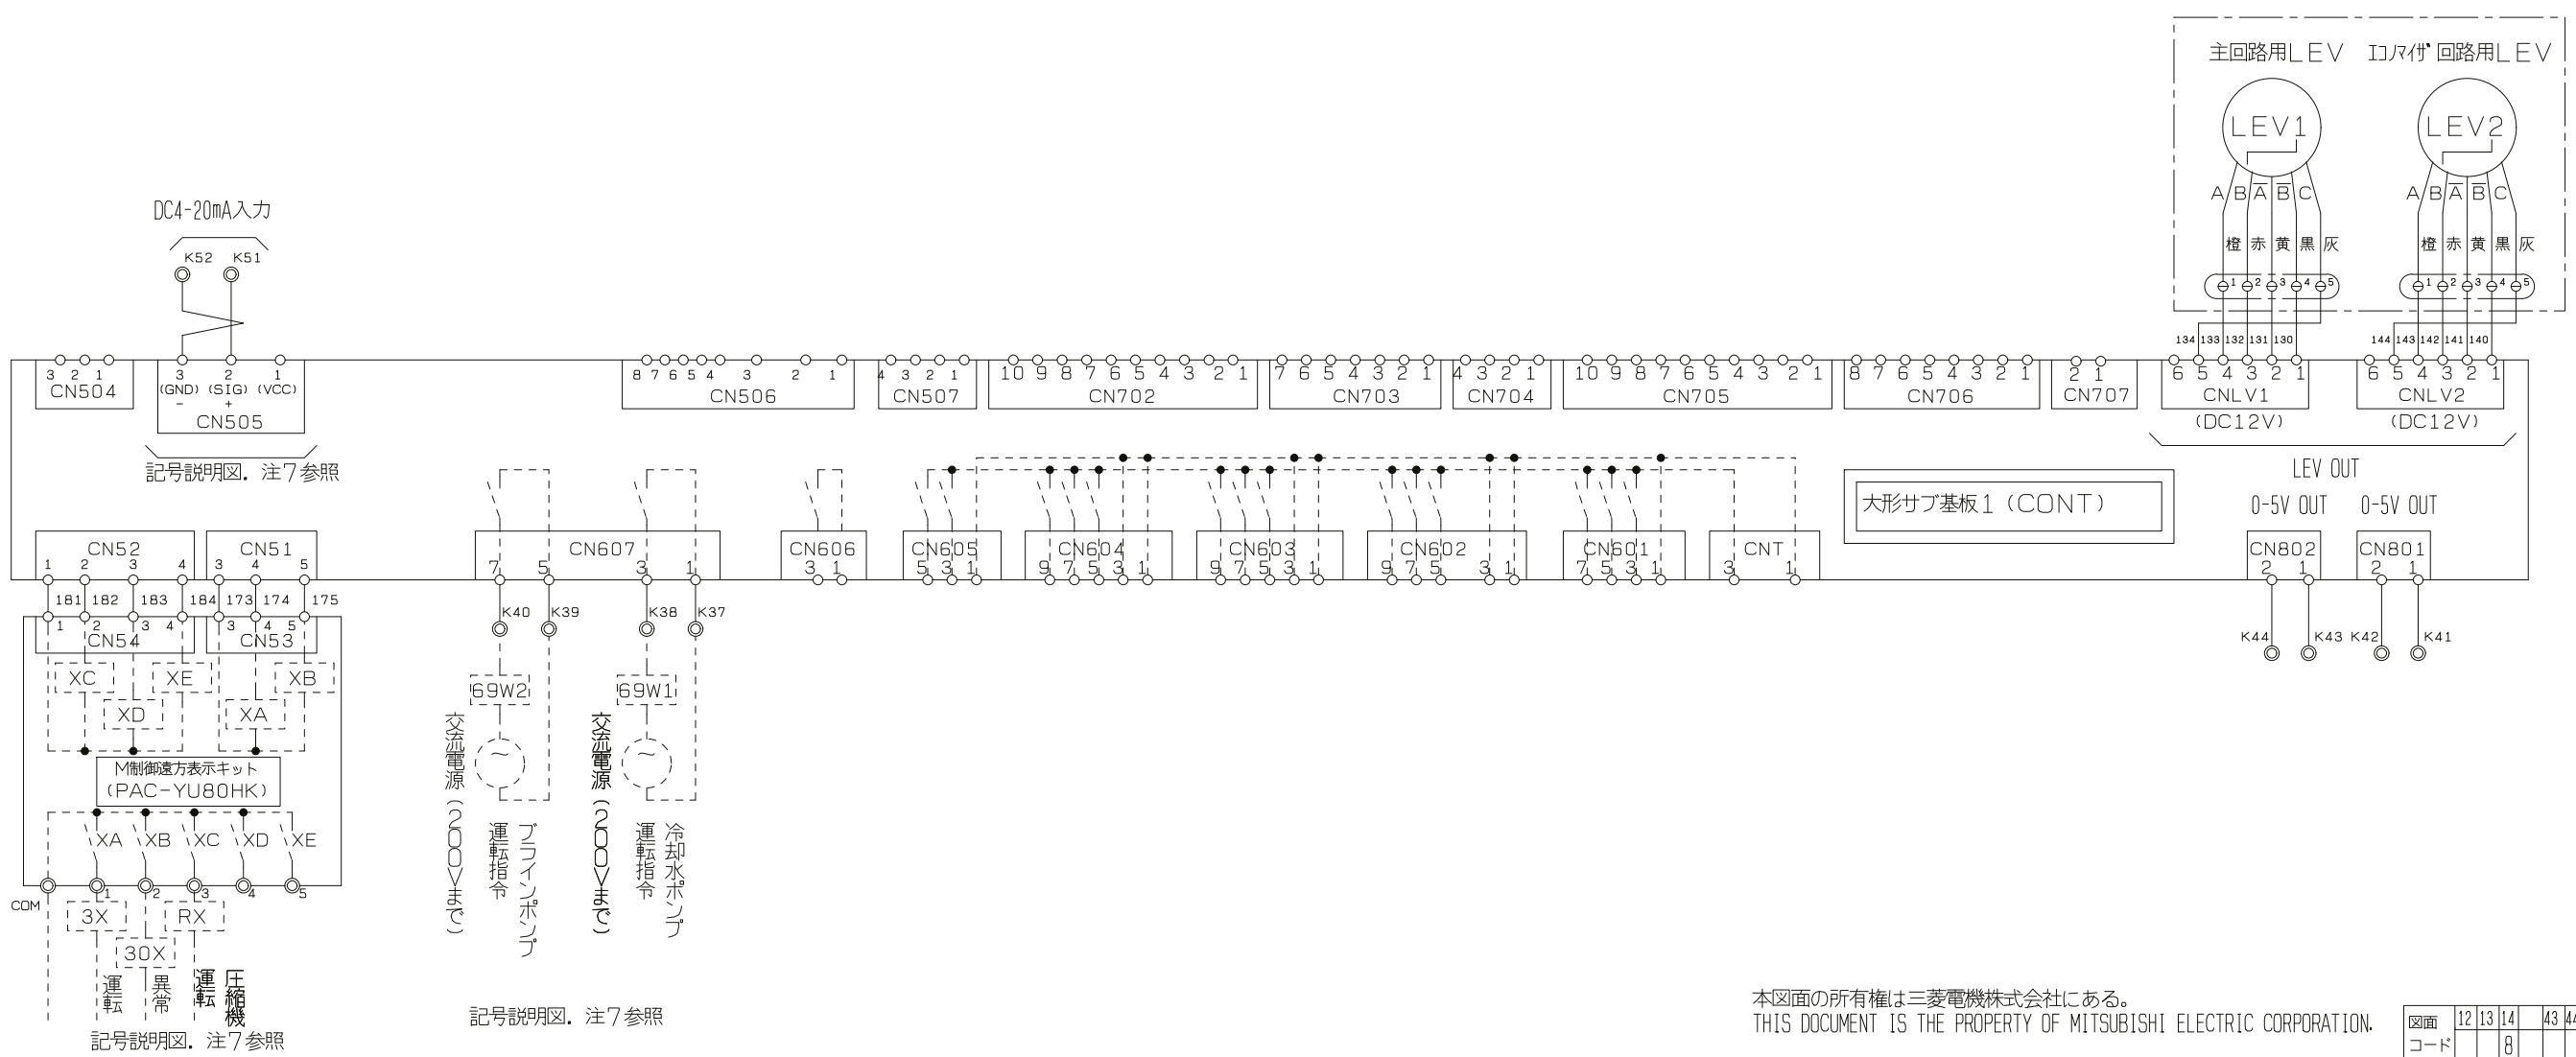 主回路用LEV エコノマイザ回路用LEV
LEV1 LEV2
A B A B C A B A B C
橙 赤 黄 黒 灰 橙 赤 黄 黒 灰
1 2 3 4 5 1 2 3 4 5
134 133 132 131 130 144 143 142 141 140
DC4-20mA入力
K52 K51
3 2 1
CN504
3 2 1
(GND) (SIG) (VCC)
- +
CN505
記号説明図.注7参照
8 7 6 5 4 3 2 1
CN506
4 3 2 1
CN507
10 9 8 7 6 5 4 3 2 1
CN702
7 6 5 4 3 2 1
CN703
4 3 2 1
CN704
10 9 8 7 6 5 4 3 2 1
CN705
8 7 6 5 4 3 2 1
CN706
2 1
CN707
6 5 4 3 2 1
CNLV1
(DC12V)
6 5 4 3 2 1
CNLV2
(DC12V)
LEV OUT
大形サブ基板1(CONT)
0-5V OUT 0-5V OUT
CN52
1 2 3 4
CN51
3 4 5
CN607
7 5 3 1
CN606
3 1
CN605
5 3 1
CN604
9 7 5 3 1
CN603
9 7 5 3 1
CN602
9 7 5 3 1
CN601
7 5 3 1
CNT
3 1
CN802
2 1
CN801
2 1
181 182 183 184 173 174 175
1 2 3 4
CN54
3 4 5
CN53
K40 K39 K38 K37
K44 K43 K42 K41
XC XE XB
XD XA
69W2 69W1
~ ~
M制御遠方表示キット
(PAC-YU80HK)
XA XB XC XD XE
COM 1 2 3 4 5
3X RX
30X
運転
異常
圧縮機
運転
記号説明図.注7参照
交流電源(200Vまで)
ブラインポンプ
運転指令
交流電源(200Vまで)
冷却水ポンプ
運転指令
記号説明図.注7参照
本図面の所有権は三菱電機株式会社にある。
THIS DOCUMENT IS THE PROPERTY OF MITSUBISHI ELECTRIC CORPORATION.
図面 12 13 14 43 44
コード 8